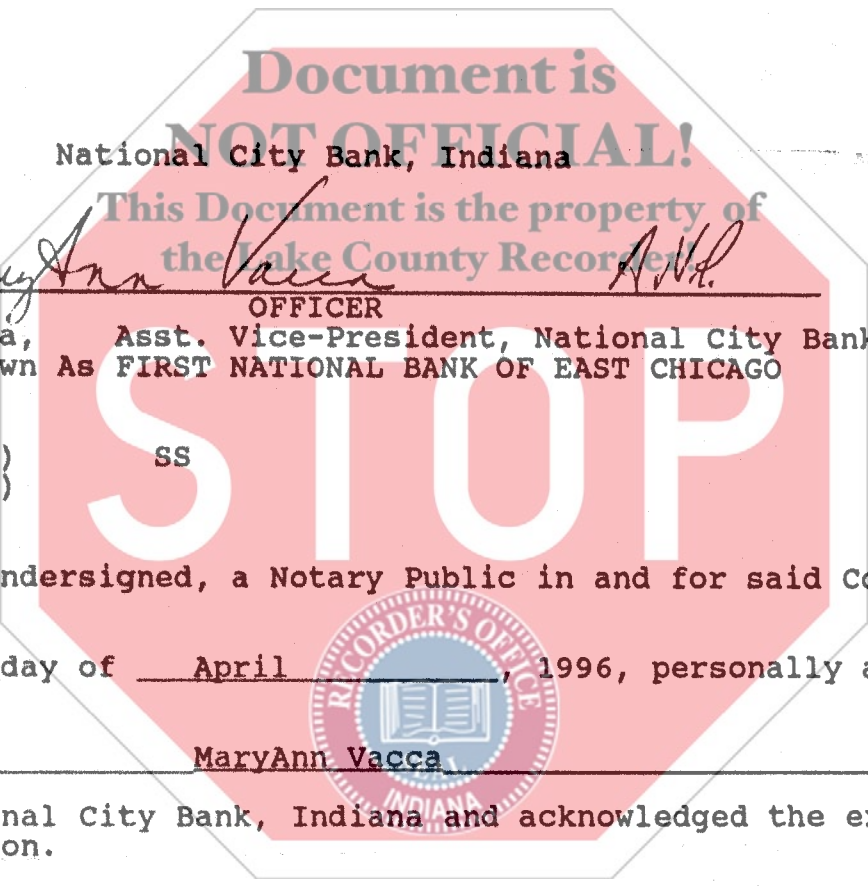 Document is
NOT OFFICIAL!
National City Bank, Indiana
This Document is the property of
the Lake County Recorder!
Ann Vacca A.V.P.
OFFICER
a, Asst. Vice-President, National City Bank
wn As FIRST NATIONAL BANK OF EAST CHICAGO
STOP
) SS
)
ndersigned, a Notary Public in and for said Co
RECORDER'S OFFICE
day of April , 1996, personally a
MaryAnn Vacca
INDIANA
nal City Bank, Indiana and acknowledged the ex
on.